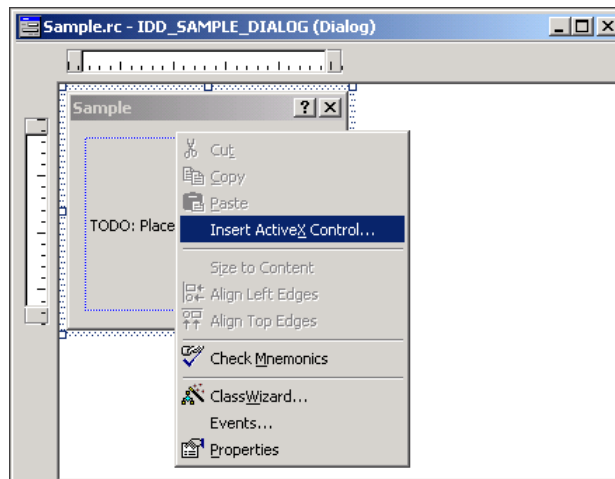 Sample.rc - IDD_SAMPLE_DIALOG (Dialog)
Sample
Cut
Copy
Paste
TODO: Place
Insert ActiveX Control...
Size to Content
Align Left Edges
Align Top Edges
Check Mnemonics
ClassWizard...
Events...
Properties